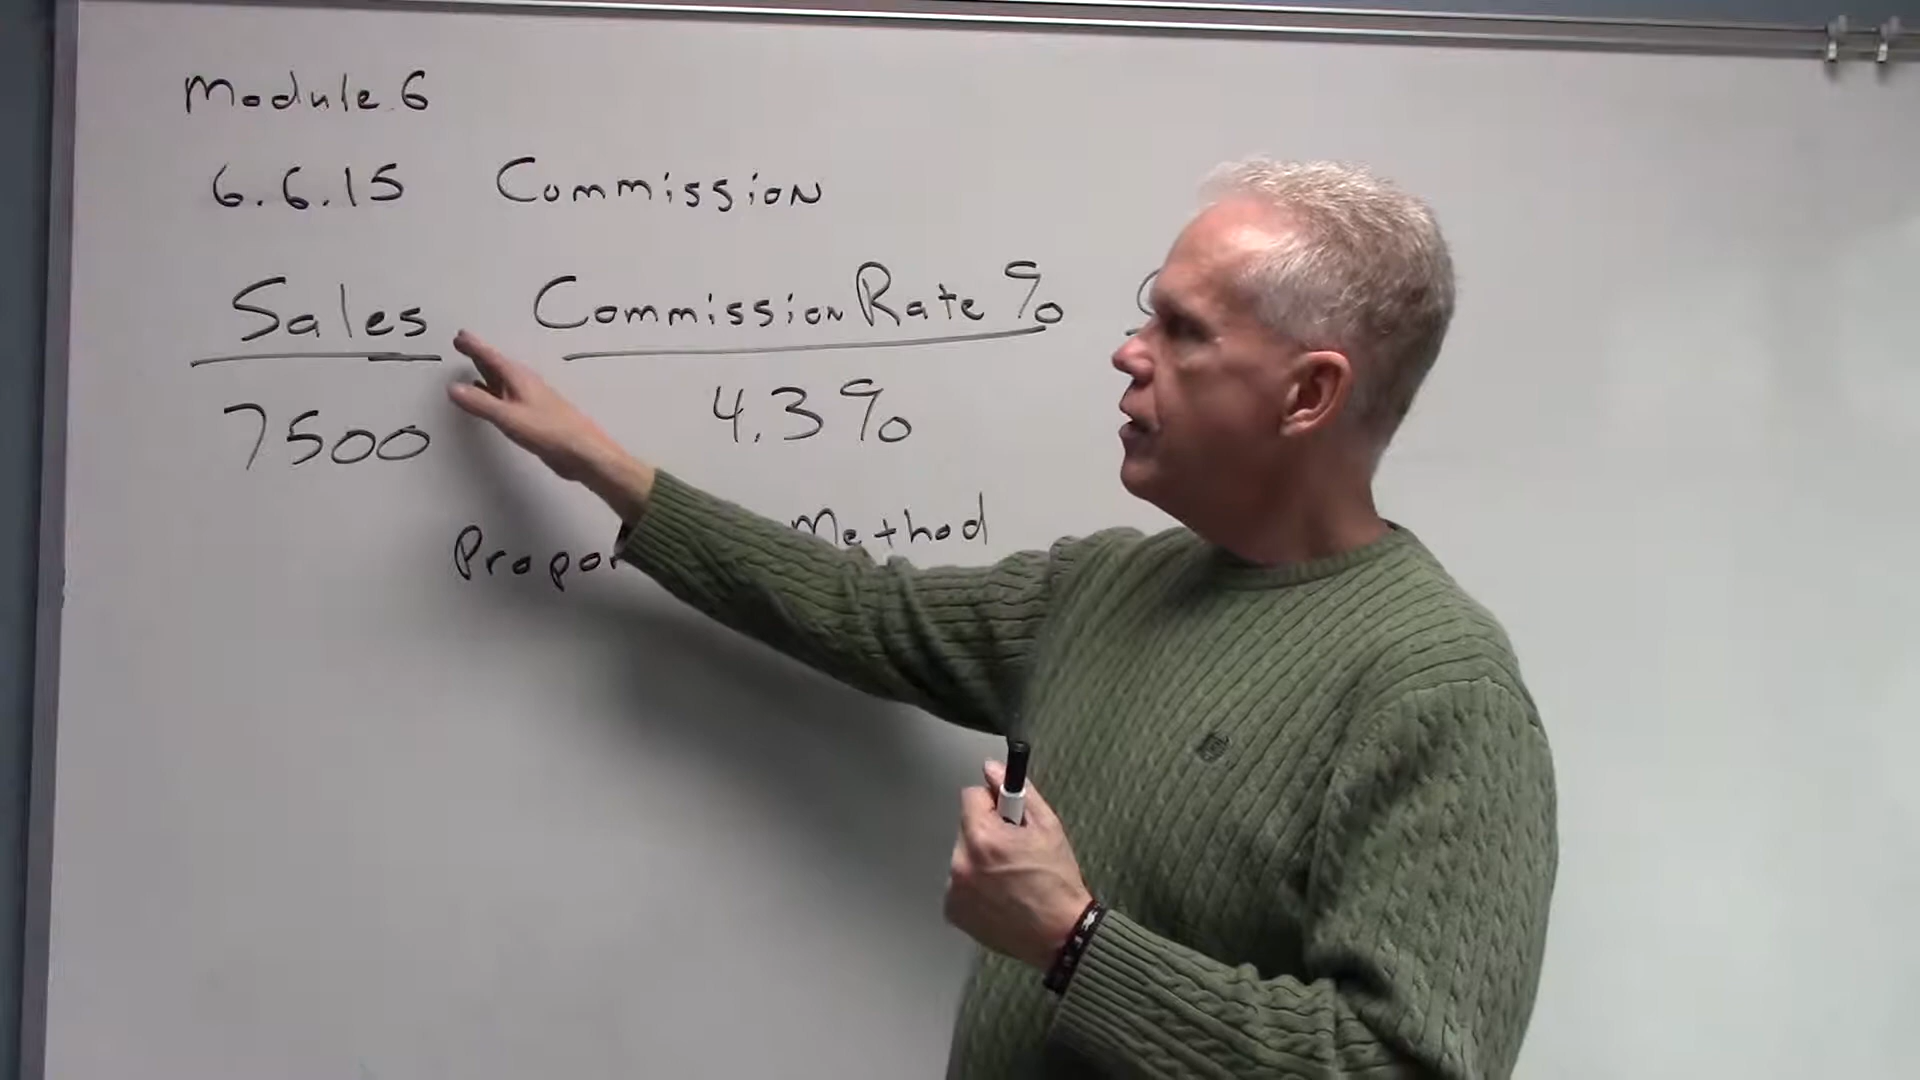 Module 6
6.6.15 Commission
Sales Commission Rate %
7500 4.3%
Method